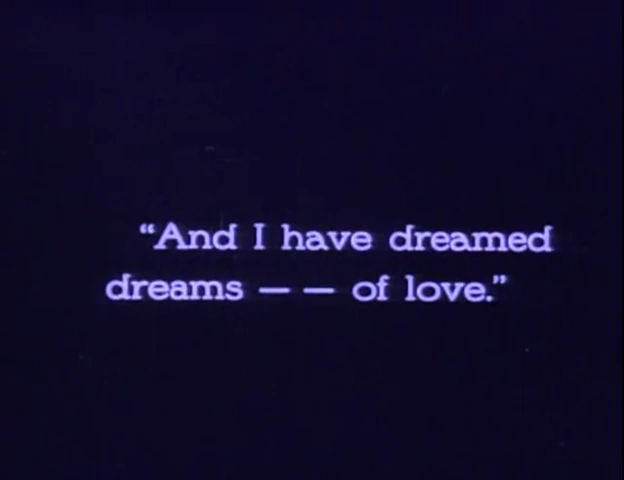 “And I have dreamed
dreams — — of love.”